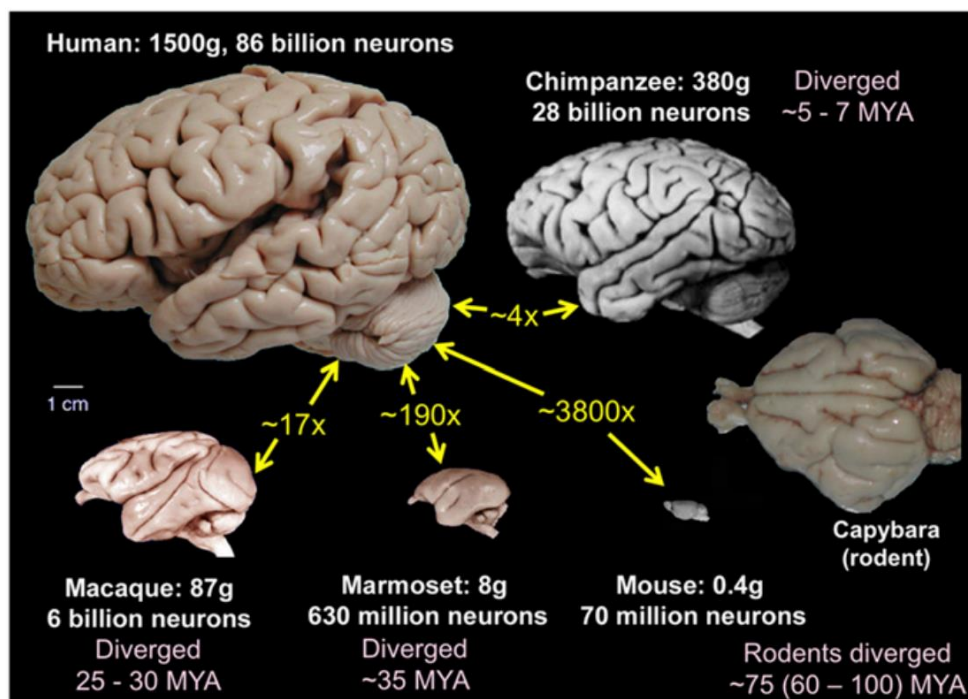 Human: 1500g, 86 billion neurons
Chimpanzee: 380g
28 billion neurons
Diverged
~5 - 7 MYA
~4x
1 cm
~17x
~190x
~3800x
Capybara
(rodent)
Macaque: 87g
6 billion neurons
Diverged
25 - 30 MYA
Marmoset: 8g
630 million neurons
Diverged
~35 MYA
Mouse: 0.4g
70 million neurons
Rodents diverged
~75 (60 – 100) MYA